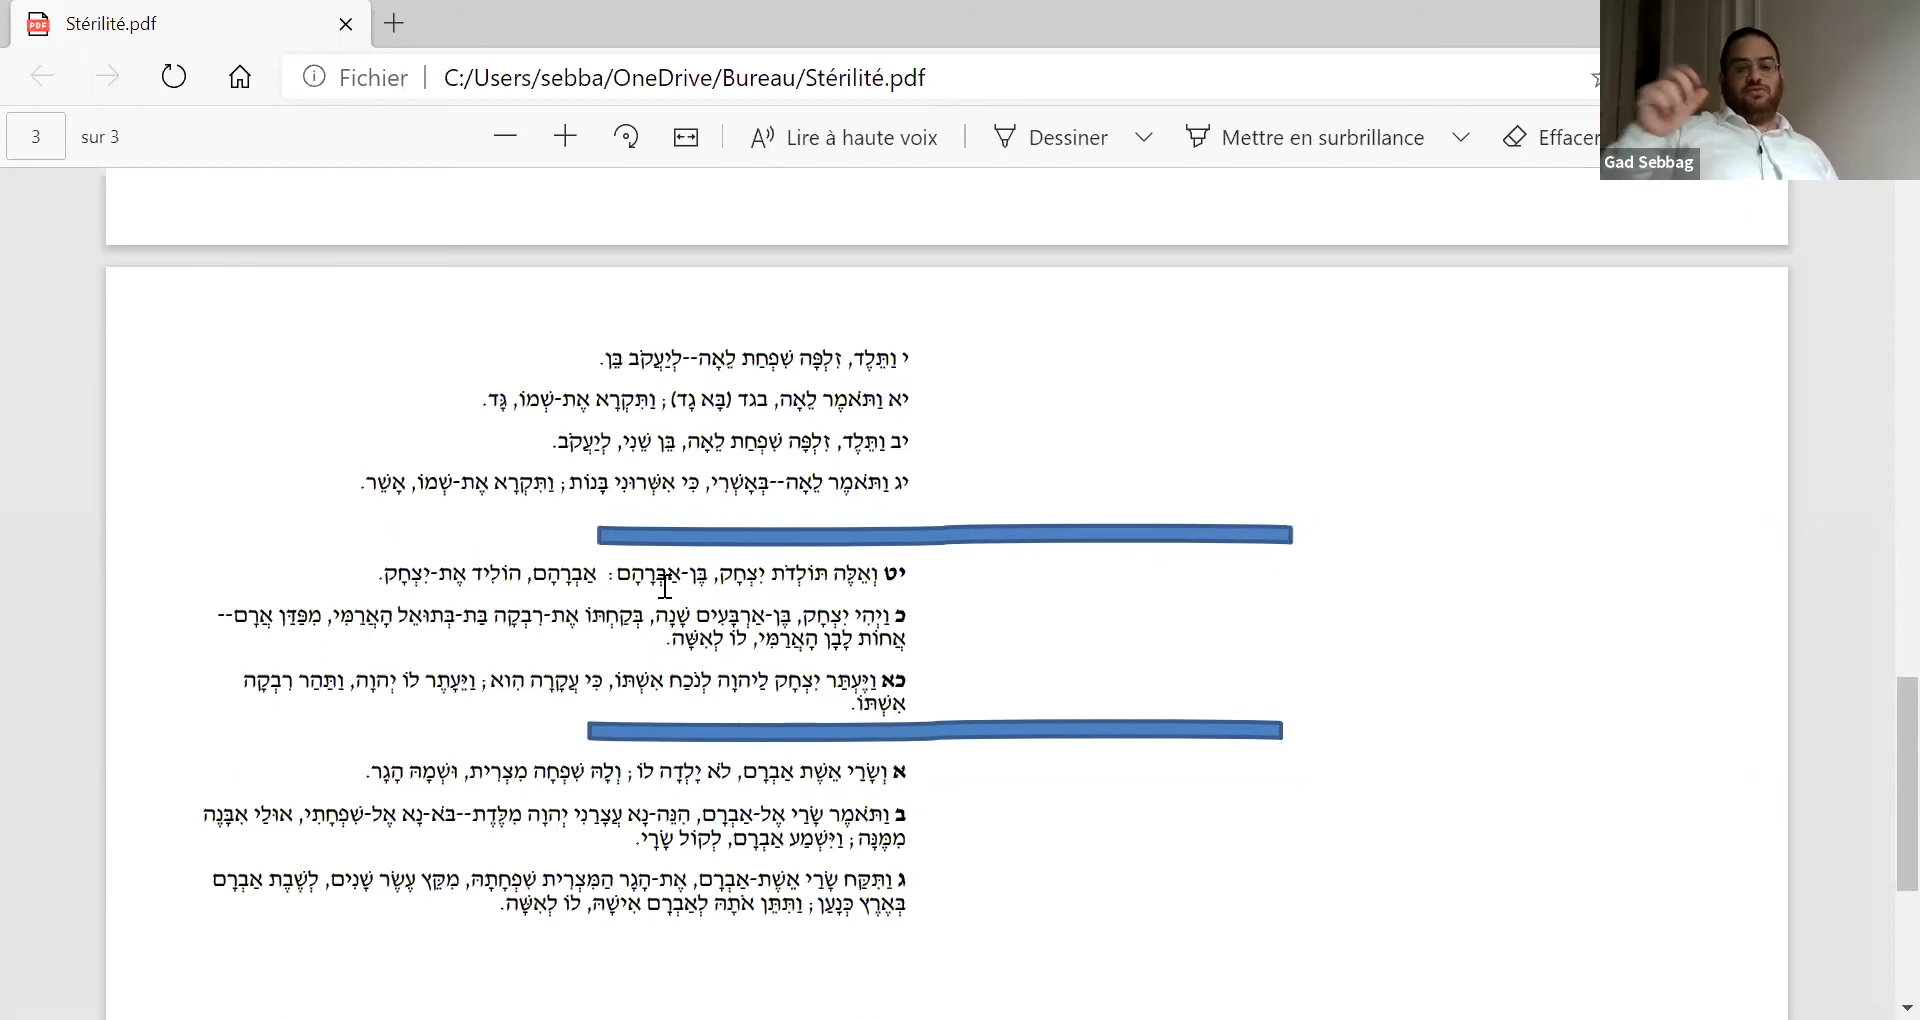 Stérilité.pdf
Fichier
C:/Users/sebba/OneDrive/Bureau/Stérilité.pdf
3 sur 3
Lire à haute voix
Dessiner
Mettre en surbrillance
Effacer
Gad Sebbag
י וַתֵּלֶד, זִלְפָּה שִׁפְחַת לֵאָה--לְיַעֲקֹב בֵּן.
יא וַתֹּאמֶר לֵאָה, בגד (בָּא גָד); וַתִּקְרָא אֶת-שְׁמוֹ, גָּד.
יב וַתֵּלֶד, זִלְפָּה שִׁפְחַת לֵאָה, בֵּן שֵׁנִי, לְיַעֲקֹב.
יג וַתֹּאמֶר לֵאָה--בְּאָשְׁרִי, כִּי אִשְּׁרוּנִי בָּנוֹת; וַתִּקְרָא אֶת-שְׁמוֹ, אָשֵׁר.
יט וְאֵלֶּה תּוֹלְדֹת יִצְחָק, בֶּן-אַבְרָהָם: אַבְרָהָם, הוֹלִיד אֶת-יִצְחָק.
כ וַיְהִי יִצְחָק, בֶּן-אַרְבָּעִים שָׁנָה, בְּקַחְתּוֹ אֶת-רִבְקָה בַּת-בְּתוּאֵל הָאֲרַמִּי, מִפַּדַּן אֲרָם--
אֲחוֹת לָבָן הָאֲרַמִּי, לוֹ לְאִשָּׁה.
כא וַיֶּעְתַּר יִצְחָק לַיהוָה לְנֹכַח אִשְׁתּוֹ, כִּי עֲקָרָה הִוא; וַיֵּעָתֶר לוֹ יְהוָה, וַתַּהַר רִבְקָה
אִשְׁתּוֹ.
א וְשָׂרַי אֵשֶׁת אַבְרָם, לֹא יָלְדָה לוֹ; וְלָהּ שִׁפְחָה מִצְרִית, וּשְׁמָהּ הָגָר.
ב וַתֹּאמֶר שָׂרַי אֶל-אַבְרָם, הִנֵּה-נָא עֲצָרַנִי יְהוָה מִלֶּדֶת--בֹּא-נָא אֶל-שִׁפְחָתִי, אוּלַי אִבָּנֶה
מִמֶּנָּה; וַיִּשְׁמַע אַבְרָם, לְקוֹל שָׂרָי.
ג וַתִּקַּח שָׂרַי אֵשֶׁת-אַבְרָם, אֶת-הָגָר הַמִּצְרִית שִׁפְחָתָהּ, מִקֵּץ עֶשֶׂר שָׁנִים, לְשֶׁבֶת אַבְרָם
בְּאֶרֶץ כְּנָעַן; וַתִּתֵּן אֹתָהּ לְאַבְרָם אִישָׁהּ, לוֹ לְאִשָּׁה.